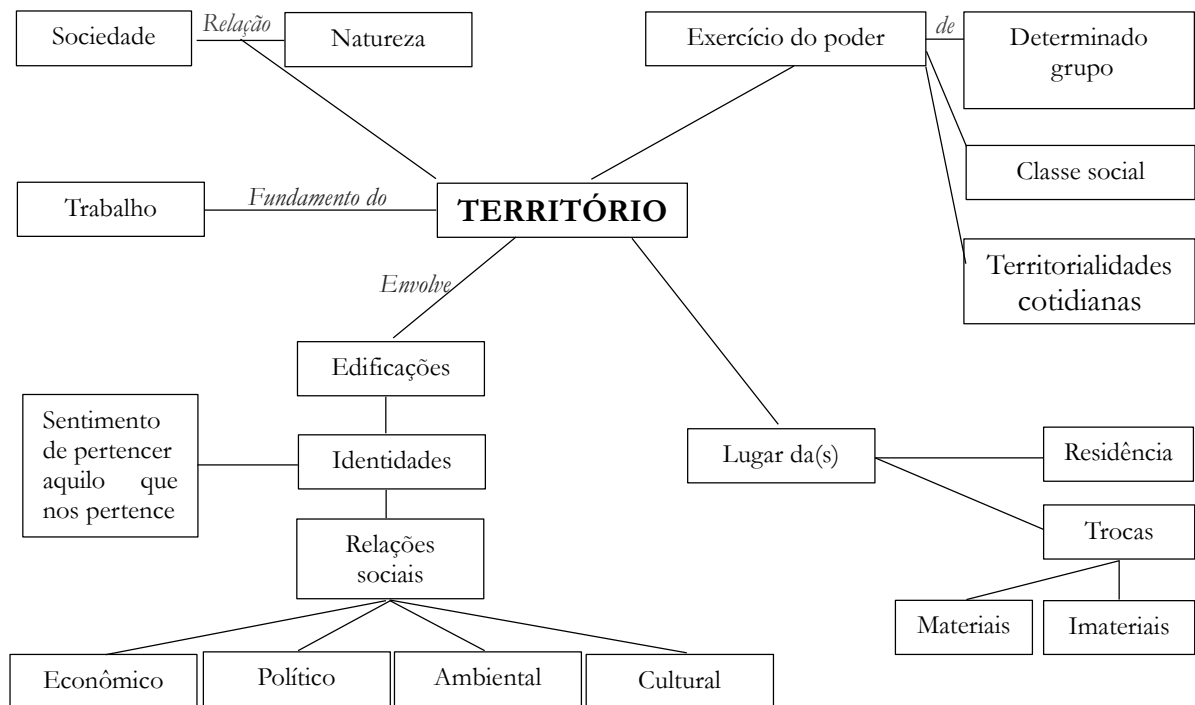 Sociedade
Relação
Natureza
Exercício do poder
de
Determinado
grupo
Classe social
Trabalho
Fundamento do
TERRITÓRIO
Territorialidades
cotidianas
Envolve
Edificações
Sentimento
de pertencer
aquilo que
nos pertence
Identidades
Lugar da(s)
Residência
Relações
sociais
Trocas
Materiais
Imateriais
Econômico
Político
Ambiental
Cultural